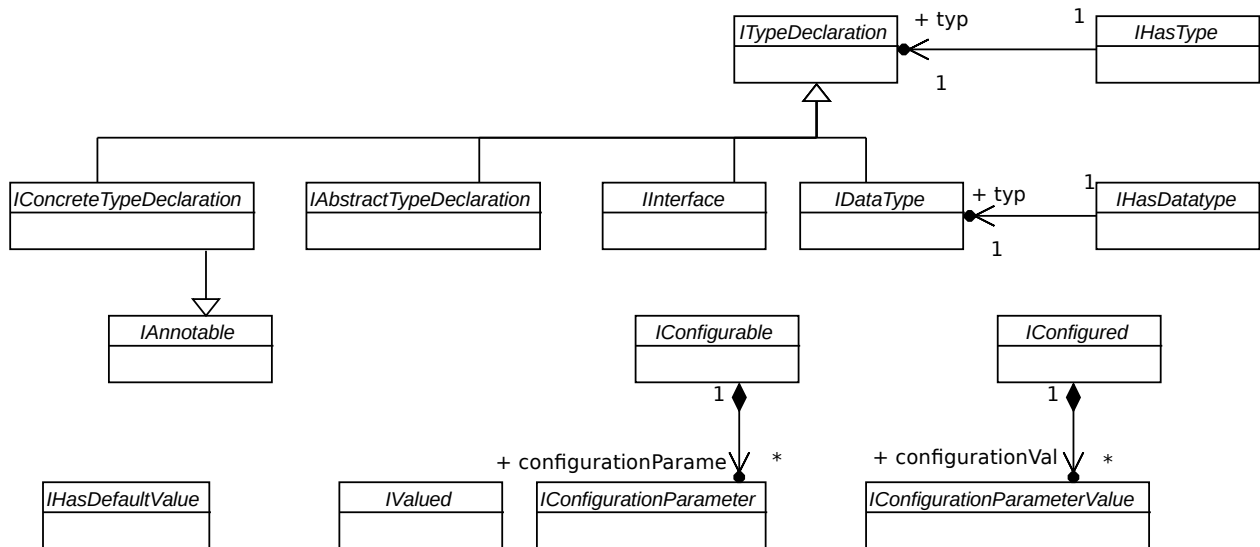 + typ
1
ITypeDeclaration
IHasType
1
IConcreteTypeDeclaration
IAbstractTypeDeclaration
IInterface
IDataType
+ typ
1
IHasDatatype
1
IAnnotable
IConfigurable
IConfigured
1
1
+ configurationParame
*
+ configurationVal
*
IHasDefaultValue
IValued
IConfigurationParameter
IConfigurationParameterValue